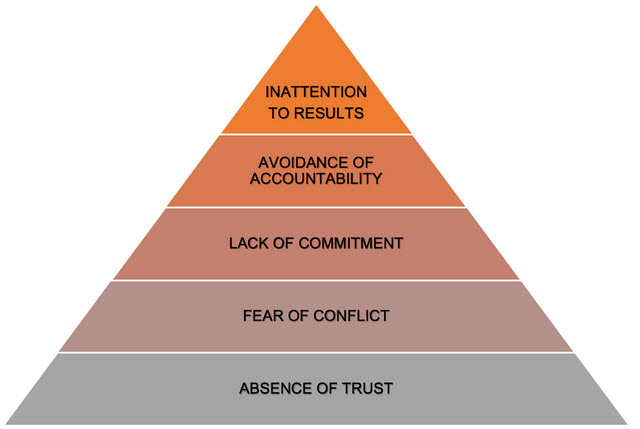 INATTENTION
TO RESULTS
AVOIDANCE OF
ACCOUNTABILITY
LACK OF COMMITMENT
FEAR OF CONFLICT
ABSENCE OF TRUST